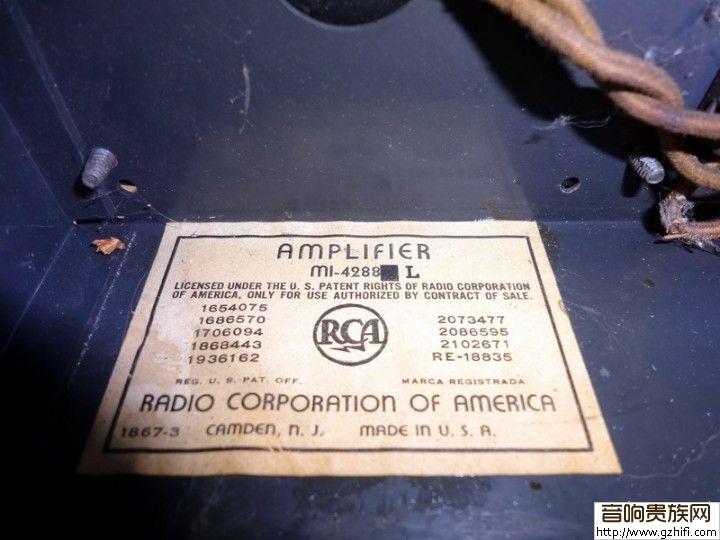 AMPLIFIER
MI-4288 L
LICENSED UNDER THE U. S. PATENT RIGHTS OF RADIO CORPORATION
OF AMERICA, ONLY FOR USE AUTHORIZED BY CONTRACT OF SALE.
1654075
1686570
1706094
1868443
1936162
RCA
2073477
2086595
2102671
RE-18835
REG. U. S. PAT. OFF.
MARCA REGISTRADA
RADIO CORPORATION OF AMERICA
1867-3 CAMDEN, N. J. MADE IN U. S. A.
音响贵族网
http://www.gzhifi.com